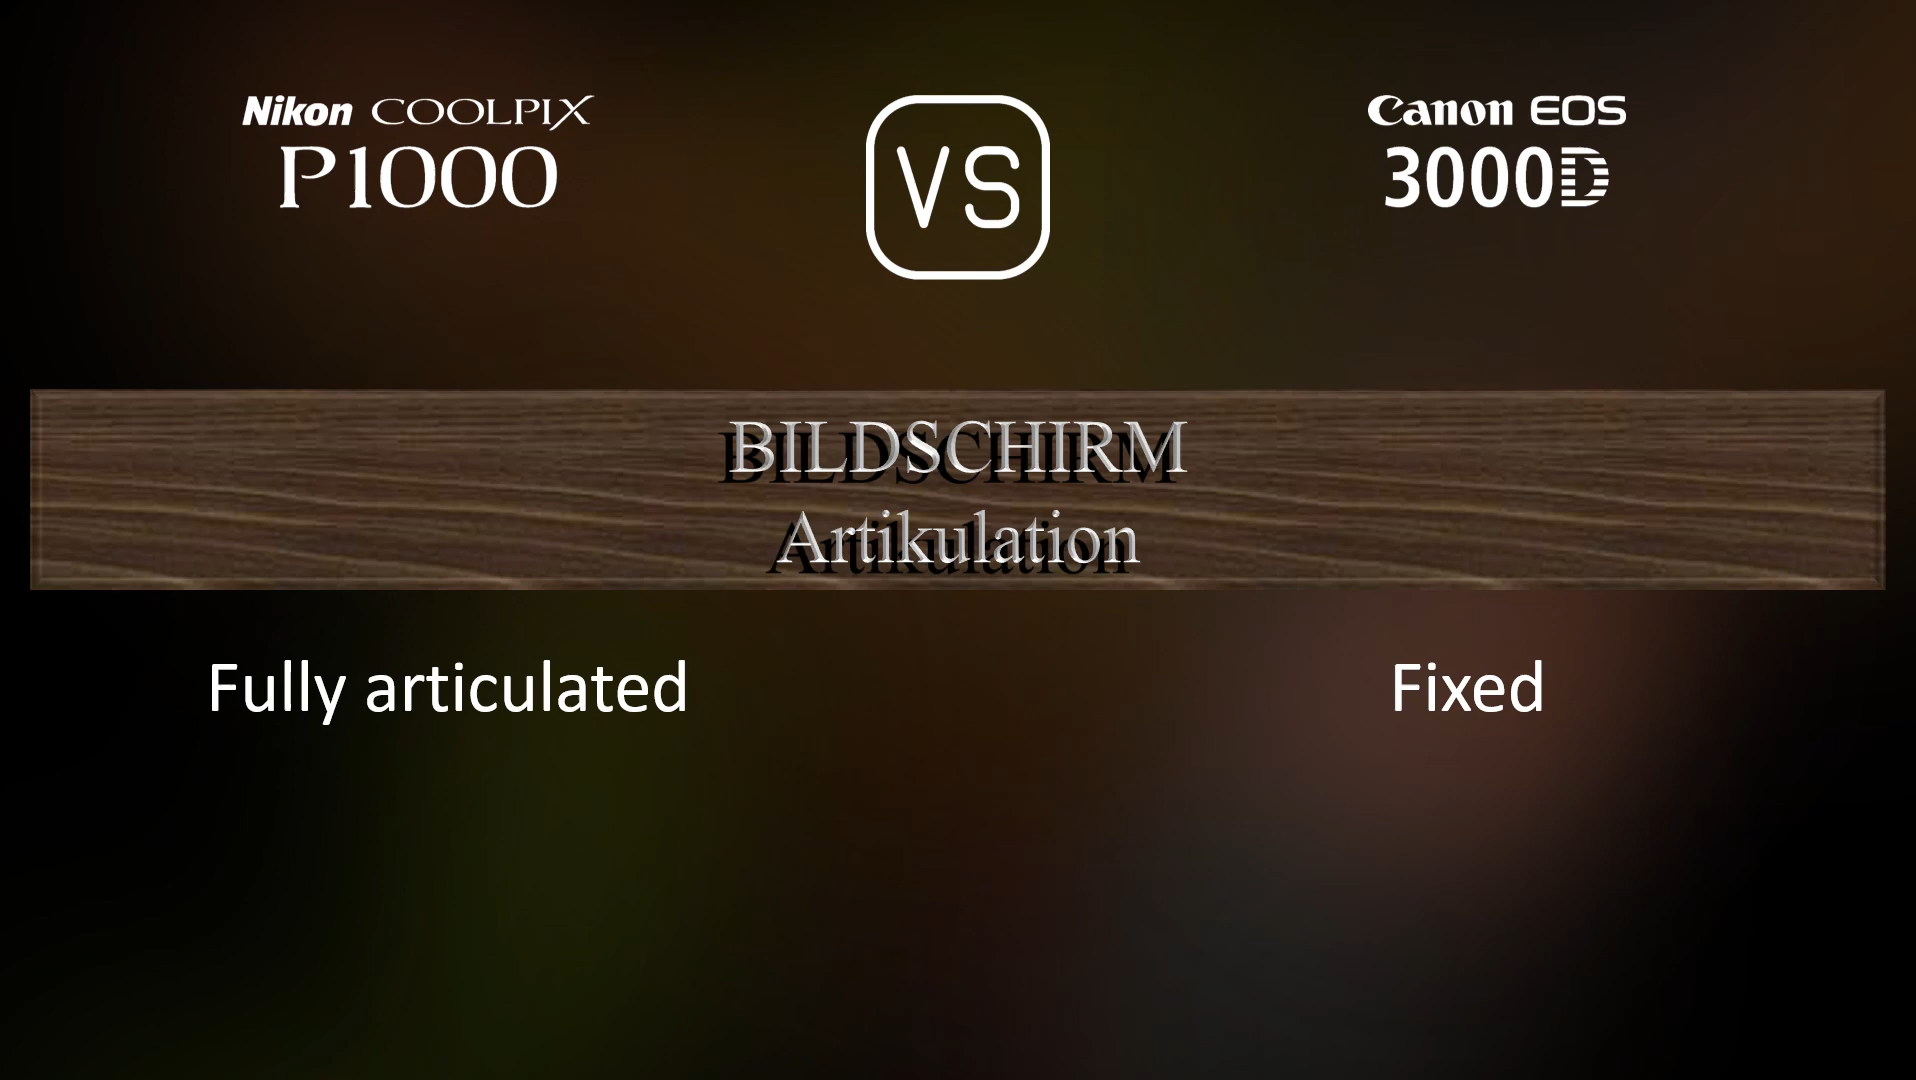 Nikon COOLPIX
P1000
VS
Canon EOS
3000D
BILDSCHIRM
Artikulation
Fully articulated
Fixed